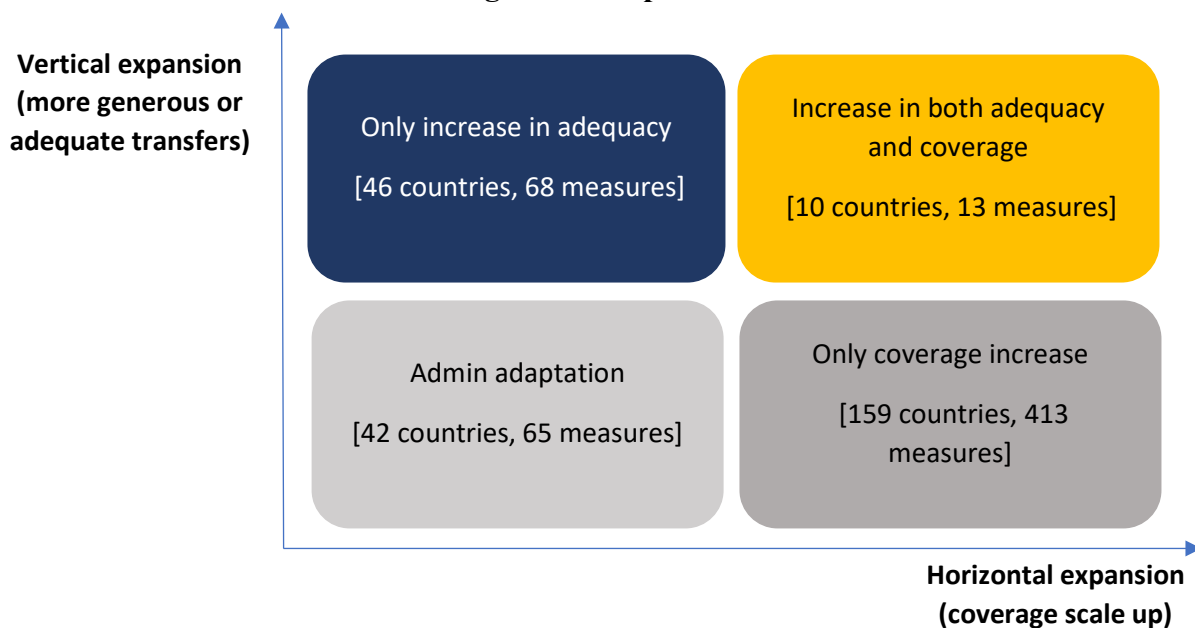 Vertical expansion
(more generous or
adequate transfers)
Only increase in adequacy
[46 countries, 68 measures]
Increase in both adequacy
and coverage
[10 countries, 13 measures]
Admin adaptation
[42 countries, 65 measures]
Only coverage increase
[159 countries, 413
measures]
Horizontal expansion
(coverage scale up)